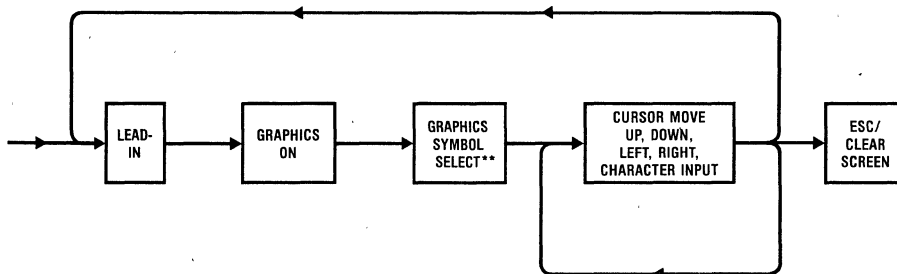 LEAD-
IN
GRAPHICS
ON
GRAPHICS
SYMBOL
SELECT**
CURSOR MOVE
UP, DOWN,
LEFT, RIGHT,
CHARACTER INPUT
ESC/
CLEAR
SCREEN